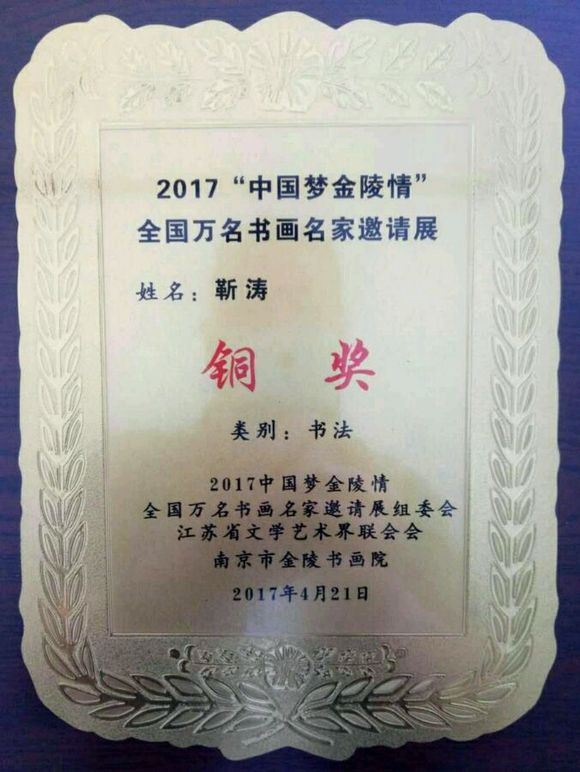 2017“中国梦金陵情”
全国万名书画名家邀请展
姓名：靳涛
铜 奖
类别：书法
2017中国梦金陵情
全国万名书画名家邀请展组委会
江苏省文学艺术界联会会
南京市金陵书画院
2017年4月21日